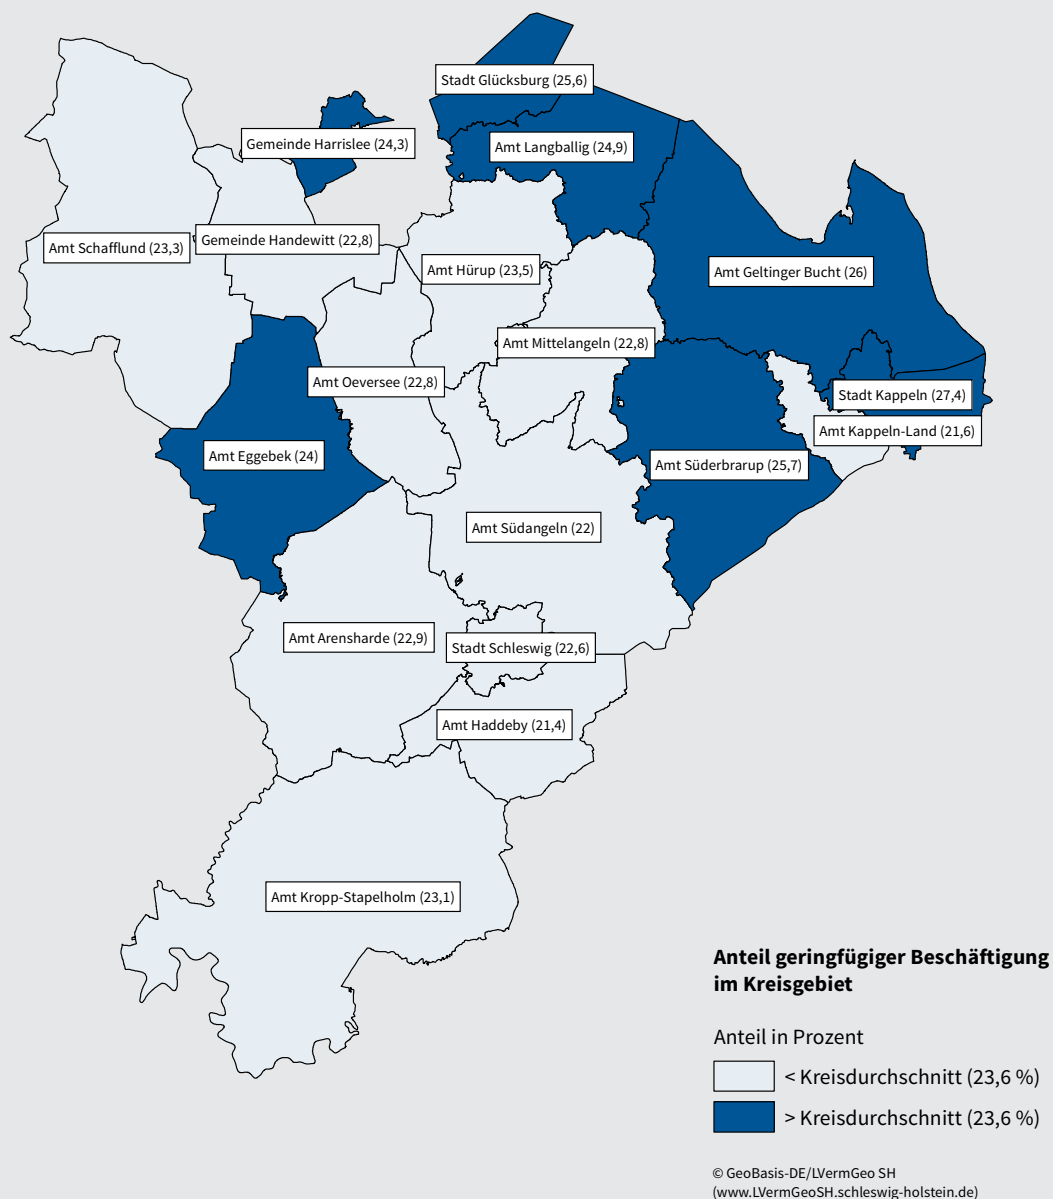 Stadt Glücksburg (25,6)
Gemeinde Harrislee (24,3)
Amt Langballig (24,9)
Amt Schafflund (23,3)
Gemeinde Handewitt (22,8)
Amt Hürup (23,5)
Amt Geltinger Bucht (26)
Amt Mittelangeln (22,8)
Amt Oeversee (22,8)
Stadt Kappeln (27,4)
Amt Kappeln-Land (21,6)
Amt Eggebek (24)
Amt Süderbrarup (25,7)
Amt Südangeln (22)
Amt Arensharde (22,9)
Stadt Schleswig (22,6)
Amt Haddeby (21,4)
Amt Kropp-Stapelholm (23,1)
Anteil geringfügiger Beschäftigung
im Kreisgebiet
Anteil in Prozent
< Kreisdurchschnitt (23,6 %)
> Kreisdurchschnitt (23,6 %)
© GeoBasis-DE/LVermGeo SH
(www.LVermGeoSH.schleswig-holstein.de)